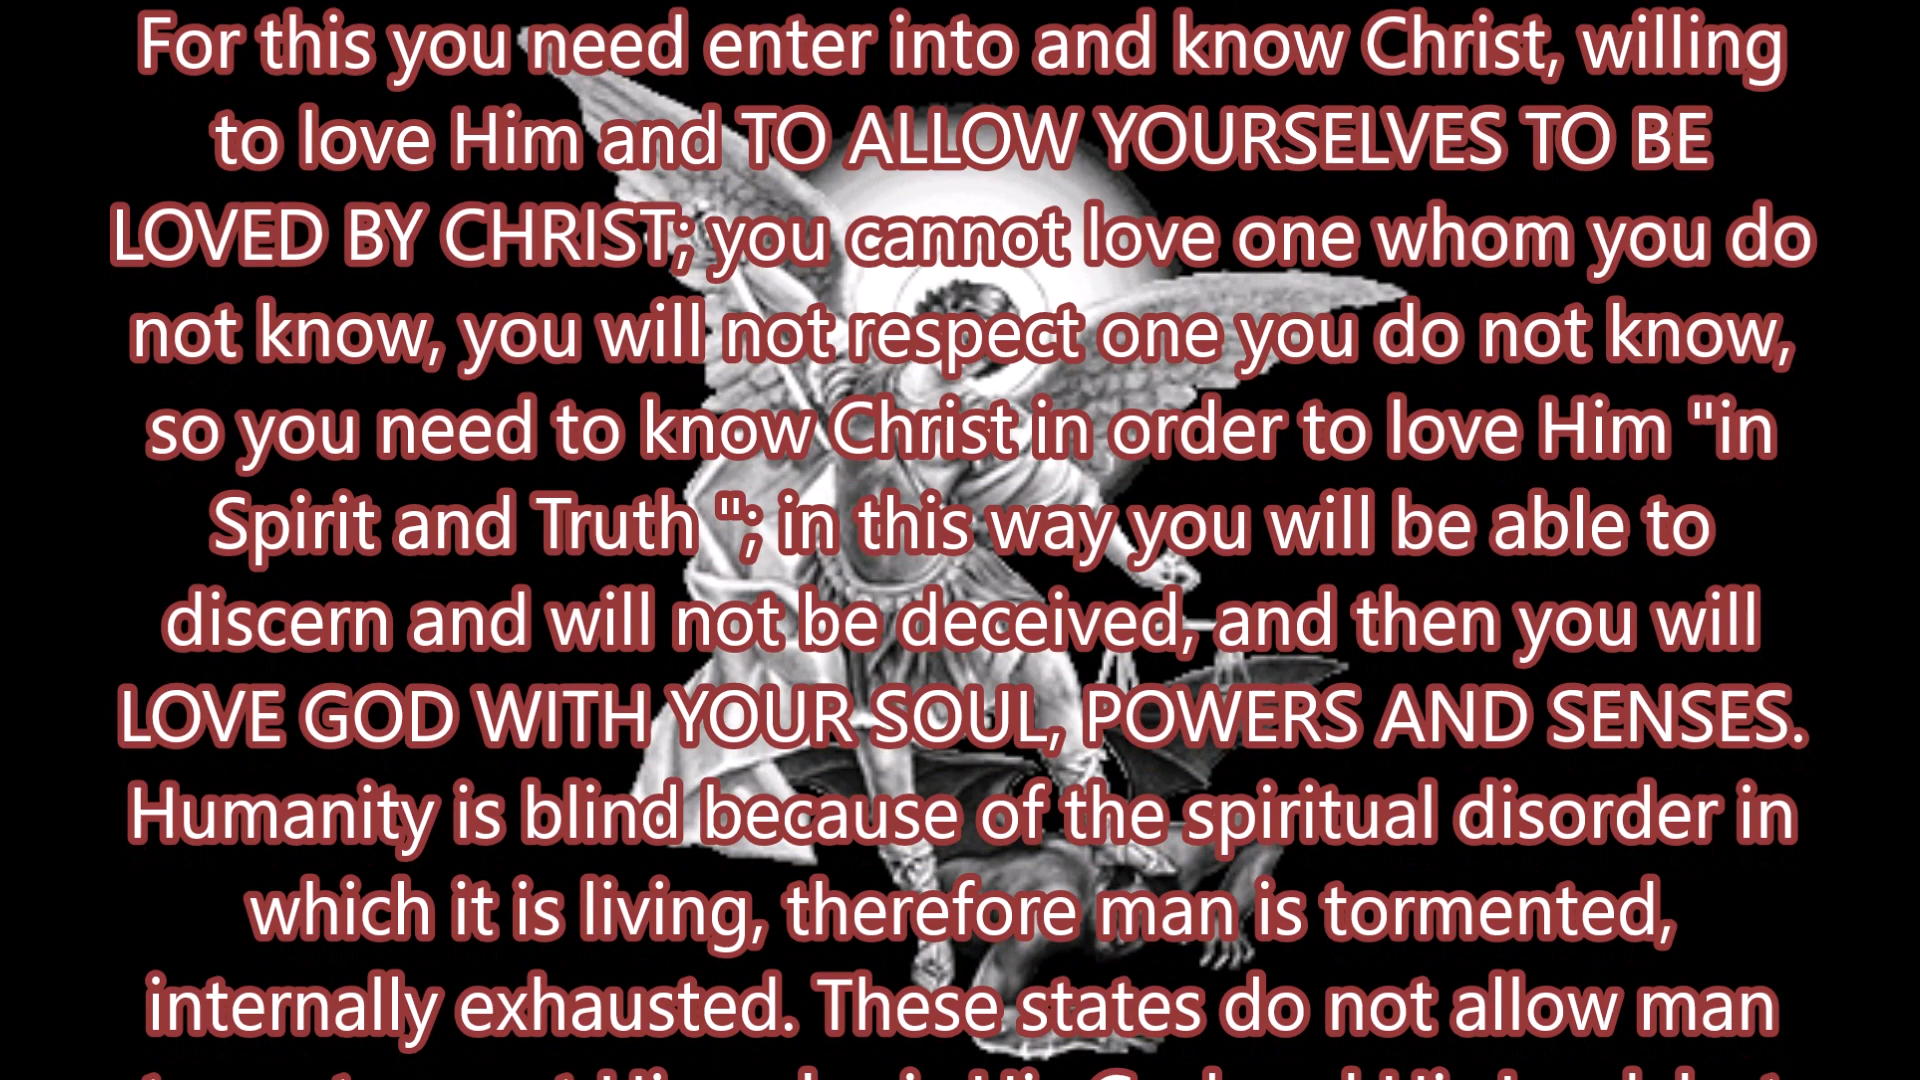 For this you need enter into and know Christ, willing
to love Him and TO ALLOW YOURSELVES TO BE
LOVED BY CHRIST; you cannot love one whom you do
not know, you will not respect one you do not know,
so you need to know Christ in order to love Him "in
Spirit and Truth "; in this way you will be able to
discern and will not be deceived, and then you will
LOVE GOD WITH YOUR SOUL, POWERS AND SENSES.
Humanity is blind because of the spiritual disorder in
which it is living, therefore man is tormented,
internally exhausted. These states do not allow man